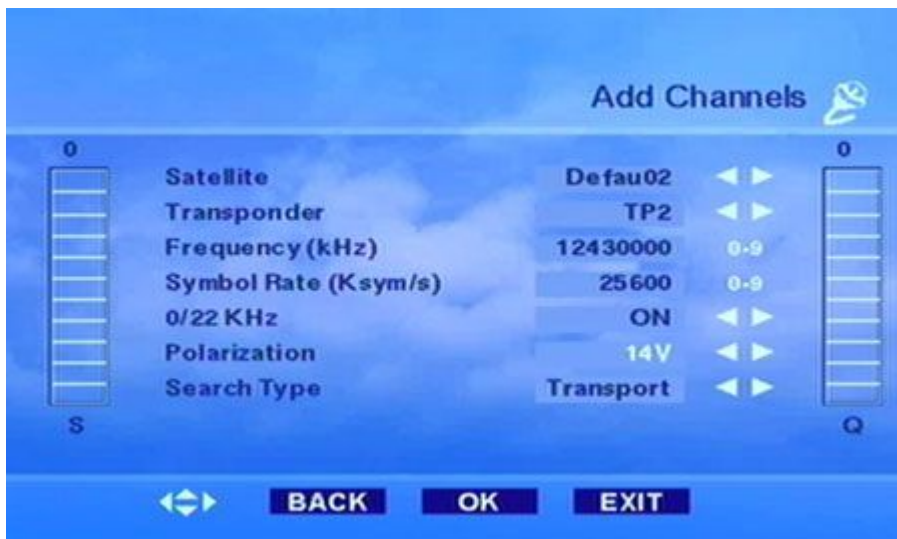 Add Channels
0 0
Satellite Defau02
Transponder TP2
Frequency (kHz) 12430000 0-9
Symbol Rate (Ksym/s) 25600 0-9
0/22 KHz ON
Polarization 14V
Search Type Transport
S Q
BACK OK EXIT